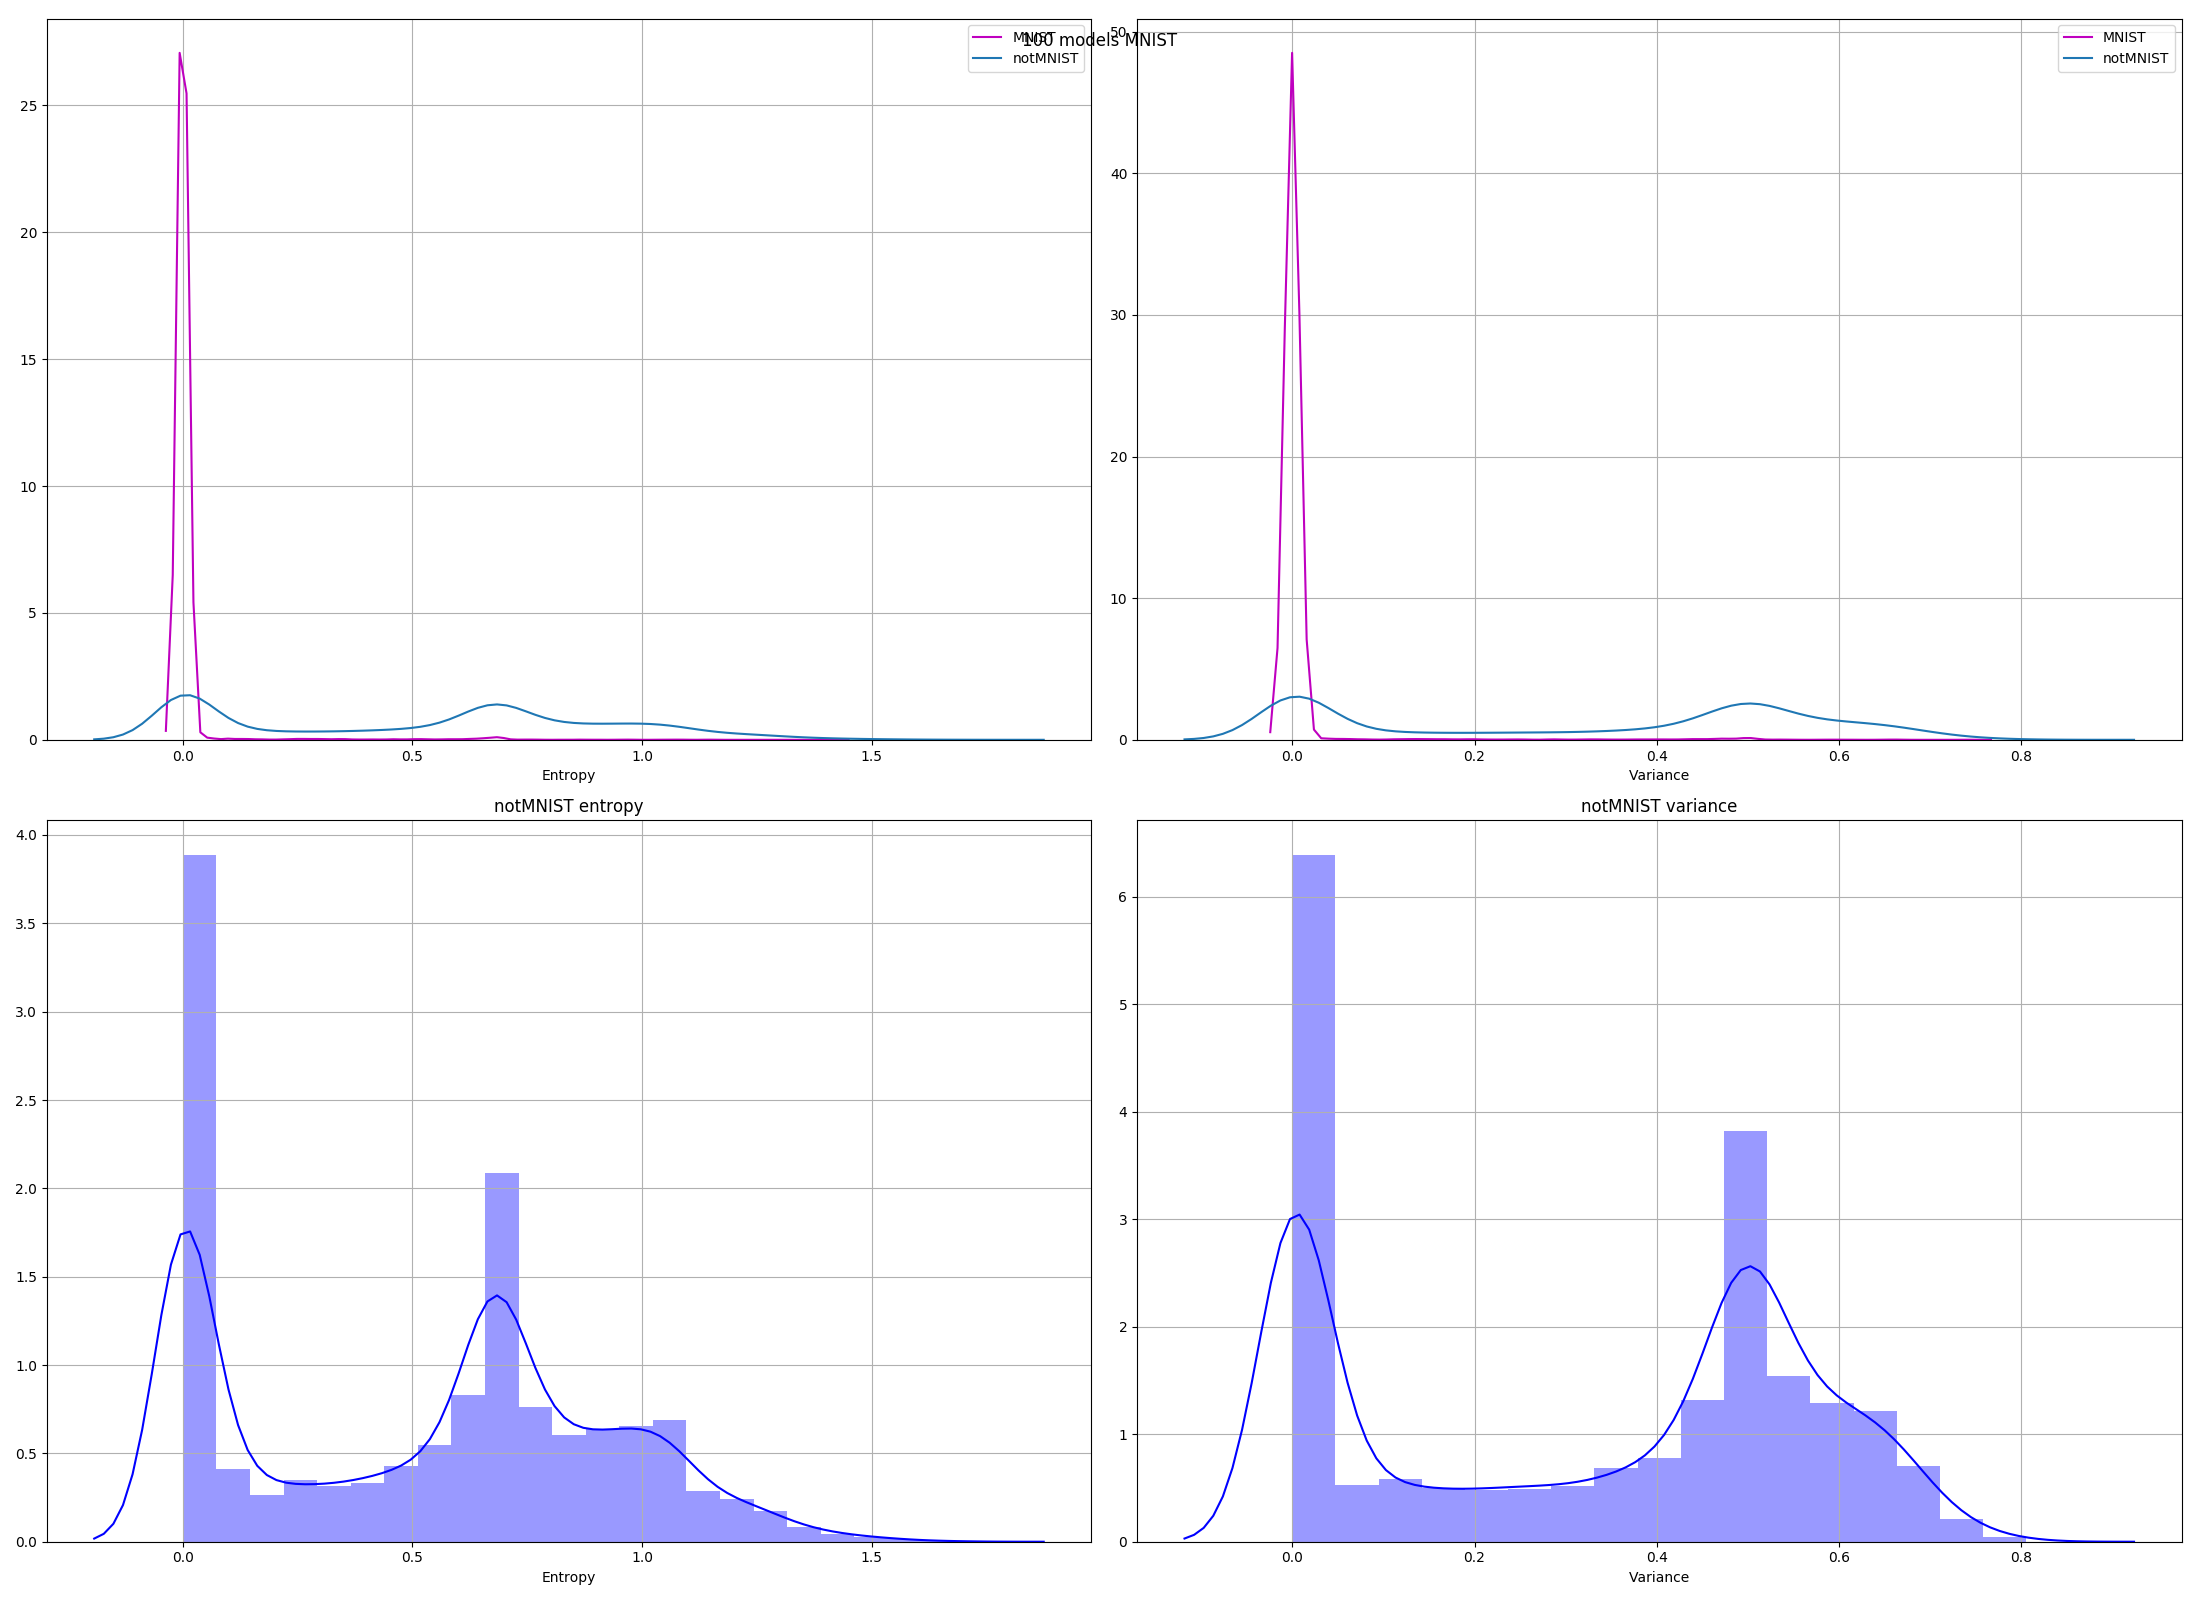 100 models MNIST
MNIST
notMNIST
25
20
15
10
5
0
0.0 0.5 1.0 1.5
Entropy
MNIST
notMNIST
50
40
30
20
10
0
0.0 0.2 0.4 0.6 0.8
Variance
notMNIST entropy
4.0
3.5
3.0
2.5
2.0
1.5
1.0
0.5
0.0
0.0 0.5 1.0 1.5
Entropy
notMNIST variance
6
5
4
3
2
1
0
0.0 0.2 0.4 0.6 0.8
Variance